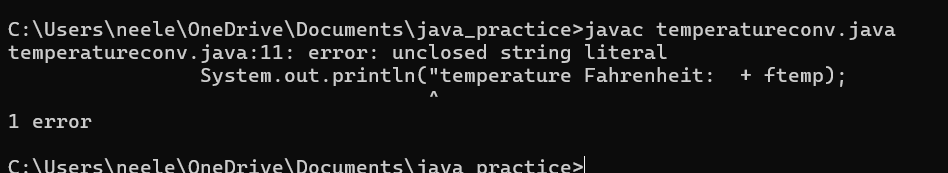 C:\Users\neele\OneDrive\Documents\java_practice>javac temperatureconv.java
temperatureconv.java:11: error: unclosed string literal
                System.out.println("temperature Fahrenheit:  + ftemp);
                                   ^
1 error
C:\Users\neele\OneDrive\Documents\java_practice>